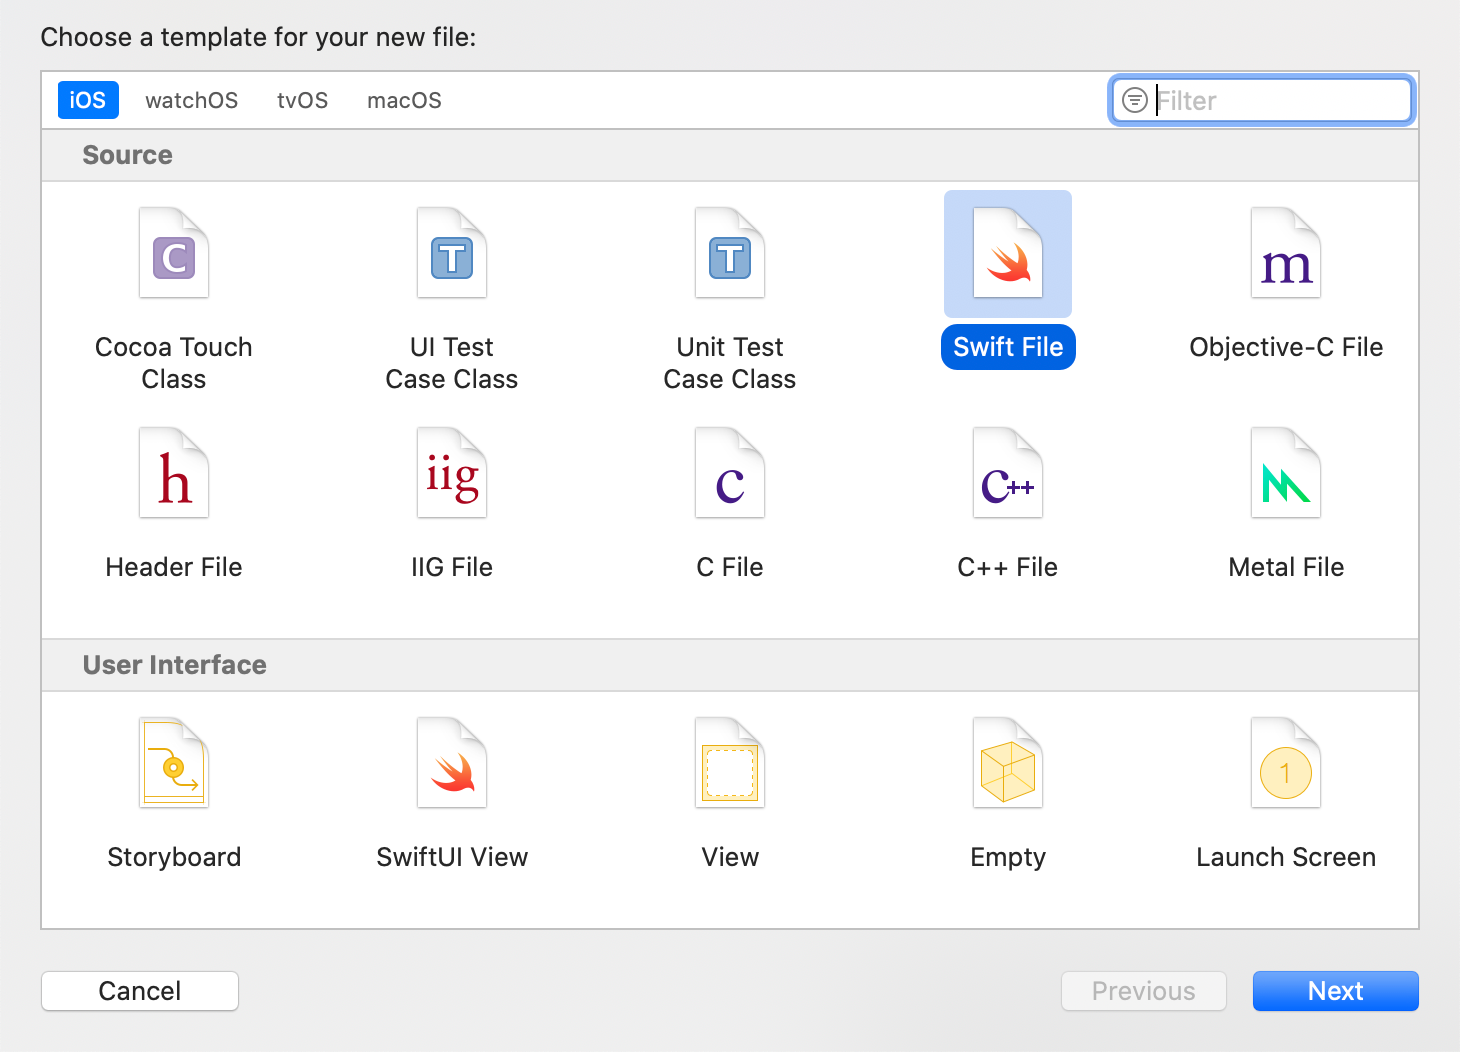 Choose a template for your new file:
iOS watchOS tvOS macOS Filter
Source
C T T m
Cocoa Touch Class
UI Test Case Class
Unit Test Case Class
Swift File
Objective-C File
h iig c C++
Header File IIG File C File C++ File Metal File
User Interface
1
Storyboard SwiftUI View View Empty Launch Screen
Cancel Previous Next